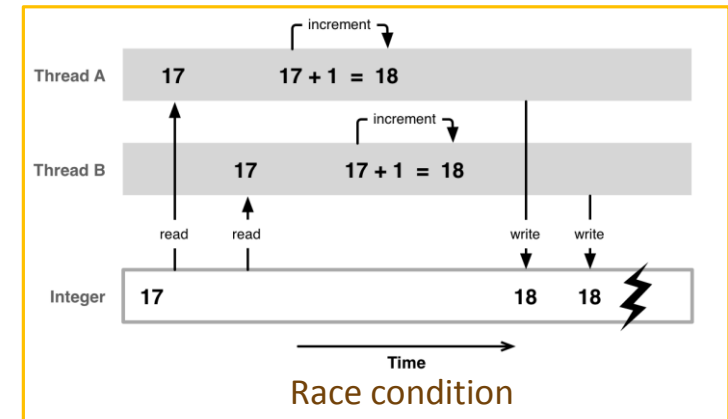 increment
Thread A 17 17 + 1 = 18
increment
Thread B 17 17 + 1 = 18
read read write write
Integer 17 18 18
Time
Race condition